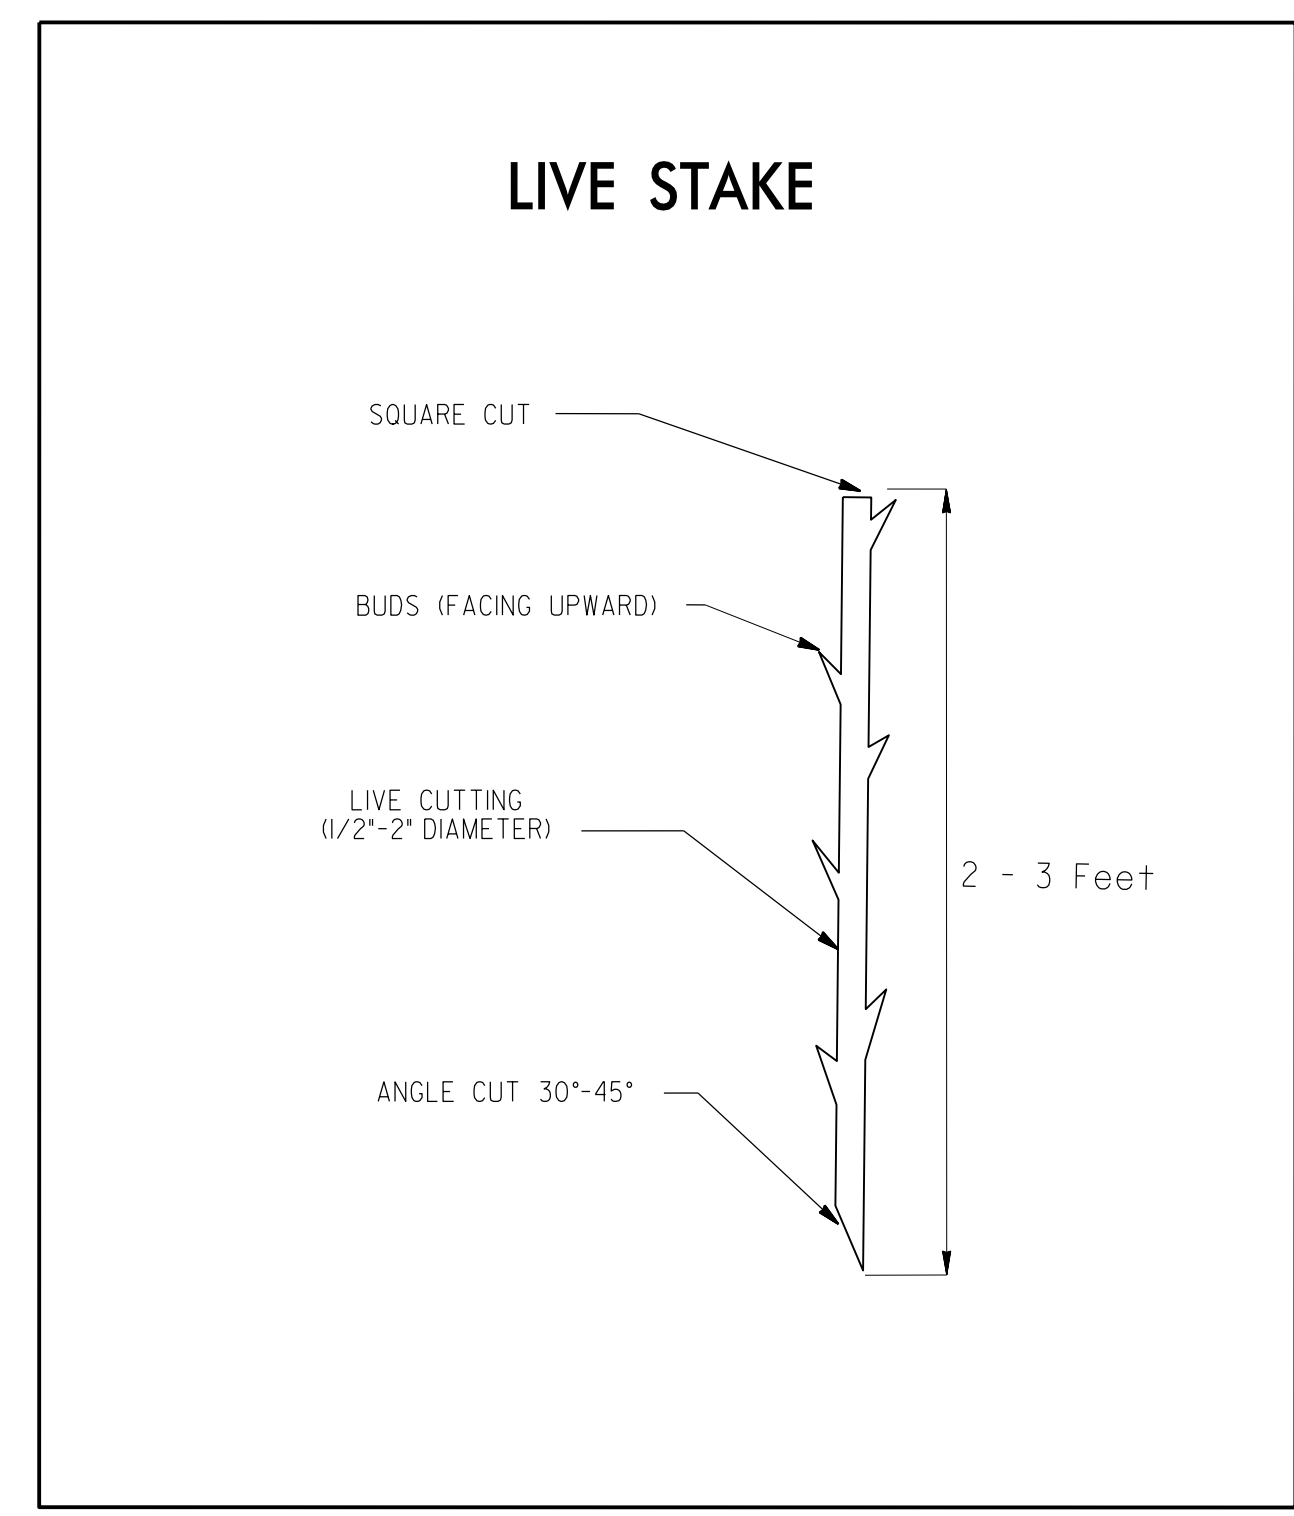 LIVE STAKE
SQUARE CUT
BUDS (FACING UPWARD)
LIVE CUTTING
(1/2"-2" DIAMETER)
2 - 3 Feet
ANGLE CUT 30°-45°